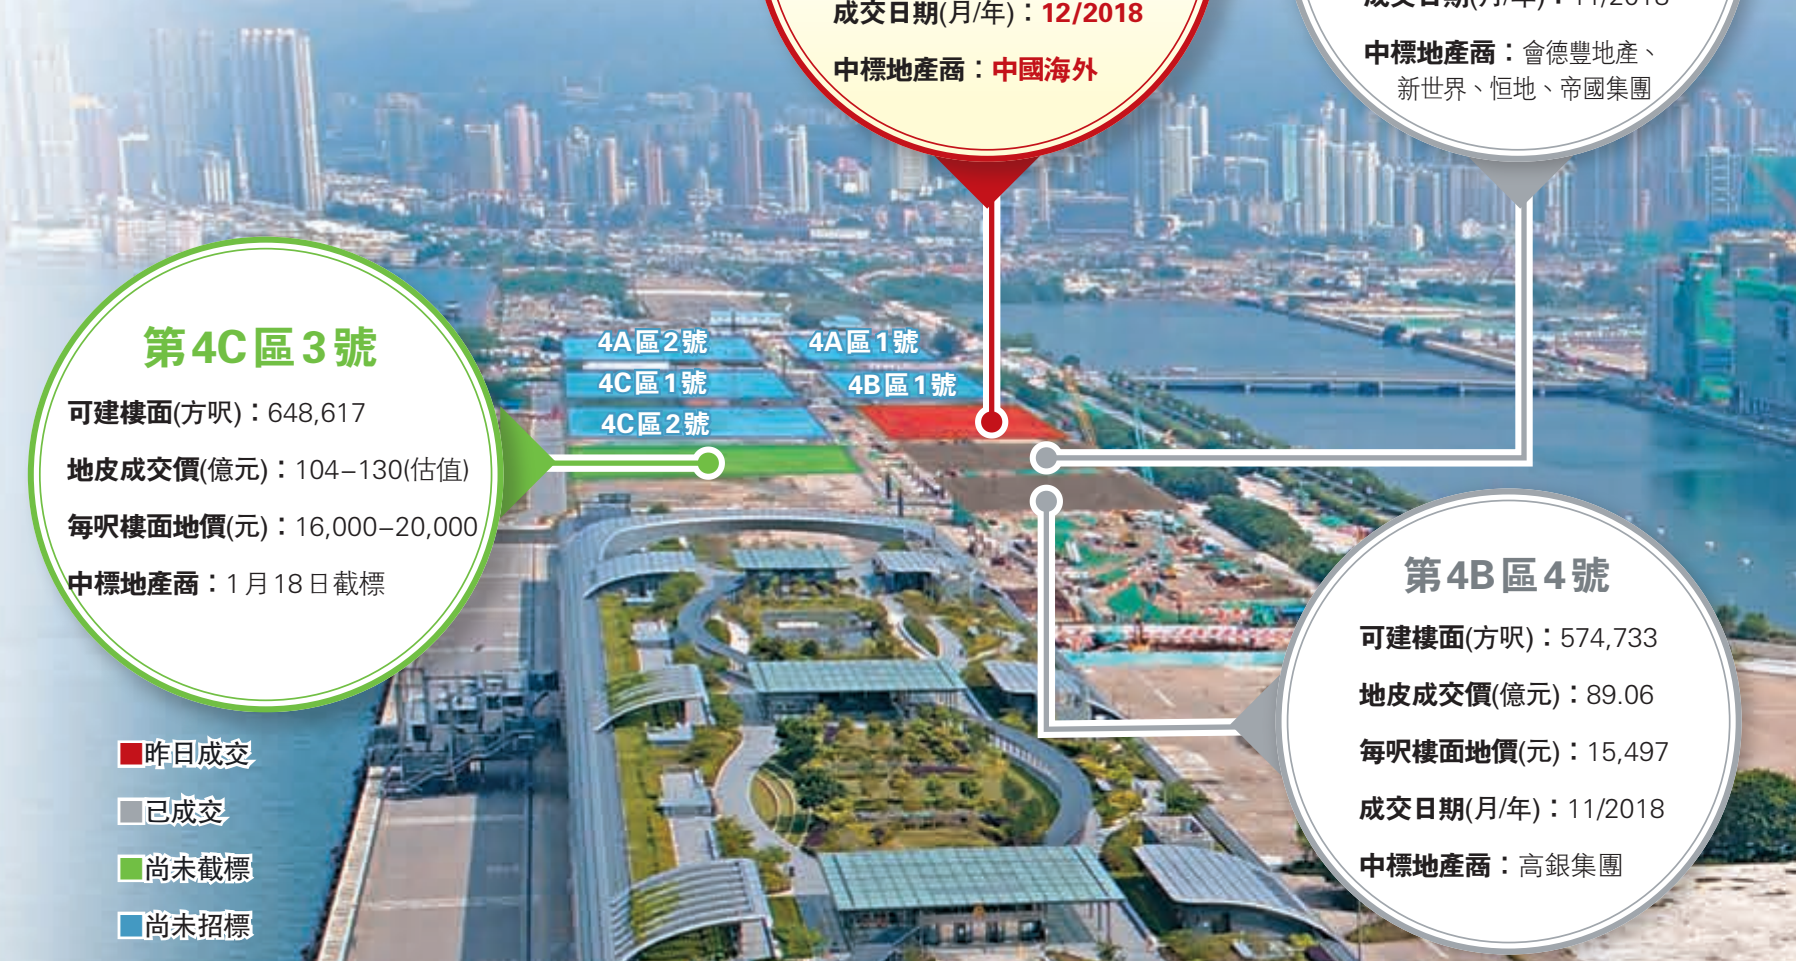 成交日期(月/年)：12/2018
中標地產商：中國海外
成交日期(月/年)：11/2018
中標地產商：會德豐地產、
新世界、恒地、帝國集團
第4C區3號
可建樓面(方呎)：648,617
地皮成交價(億元)：104–130(估值)
每呎樓面地價(元)：16,000–20,000
中標地產商：1月18日截標
4A區2號
4A區1號
4C區1號
4B區1號
4C區2號
第4B區4號
可建樓面(方呎)：574,733
地皮成交價(億元)：89.06
每呎樓面地價(元)：15,497
成交日期(月/年)：11/2018
中標地產商：高銀集團
昨日成交
已成交
尚未截標
尚未招標